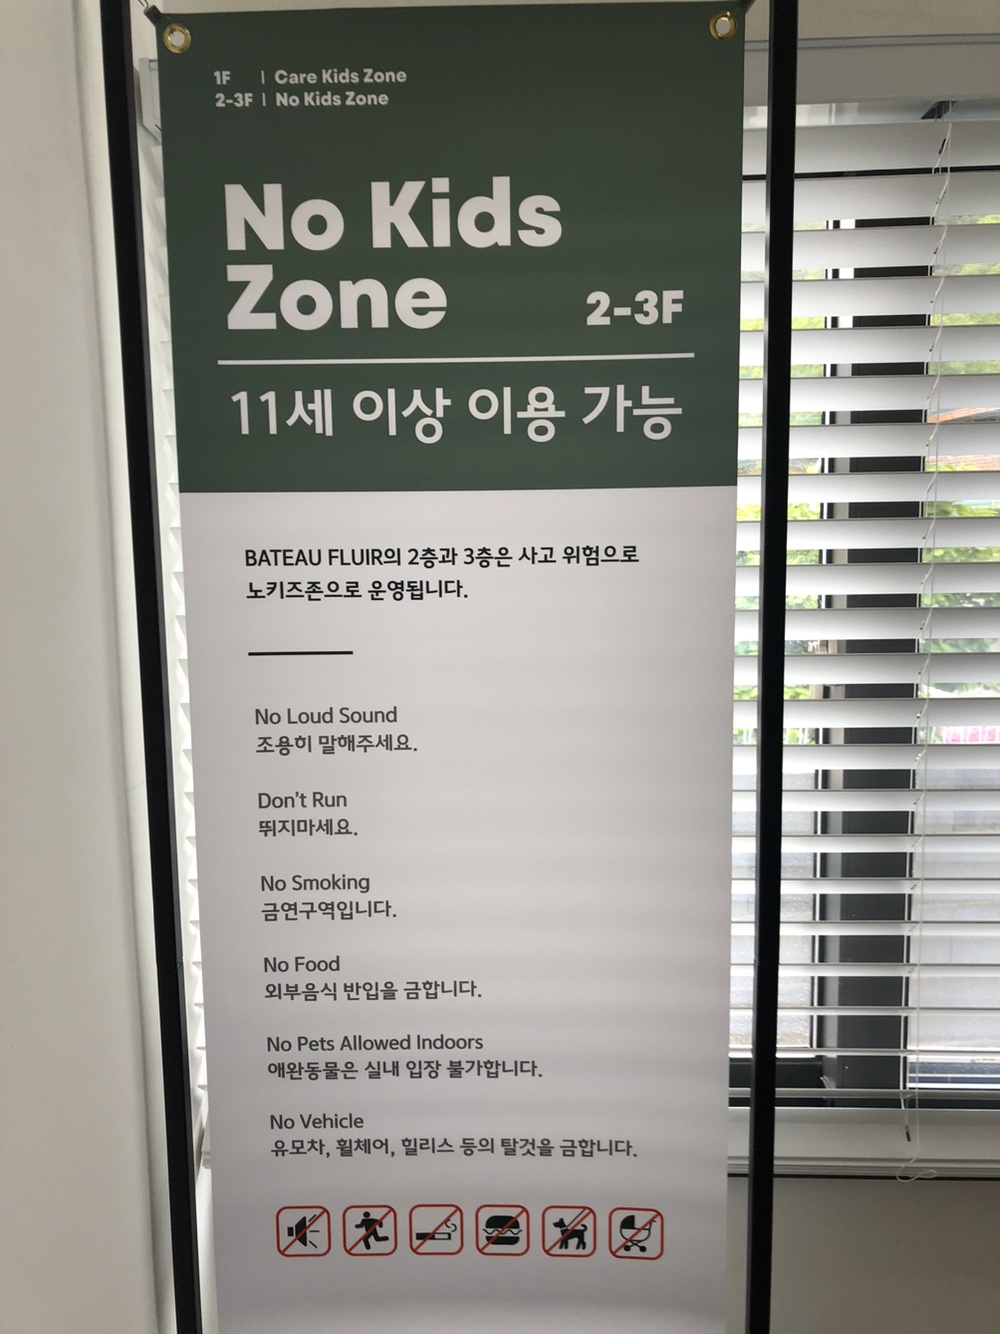 1F | Care Kids Zone
2-3F | No Kids Zone
No Kids
Zone 2-3F
11세 이상 이용 가능
BATEAU FLUIR의 2층과 3층은 사고 위험으로
노키즈존으로 운영됩니다.
No Loud Sound
조용히 말해주세요.
Don't Run
뛰지마세요.
No Smoking
금연구역입니다.
No Food
외부음식 반입을 금합니다.
No Pets Allowed Indoors
애완동물은 실내 입장 불가합니다.
No Vehicle
유모차, 휠체어, 힐리스 등의 탈것을 금합니다.